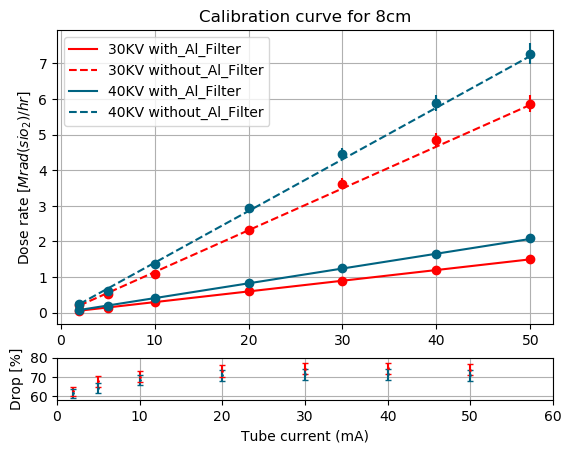 Calibration curve for 8cm
30KV with_Al_Filter
30KV without_Al_Filter
40KV with_Al_Filter
40KV without_Al_Filter
Dose rate [Mrad(sio₂)/hr]
7
6
5
4
3
2
1
0
0 10 20 30 40 50
Drop [%]
80
70
60
0 10 20 30 40 50 60
Tube current (mA)